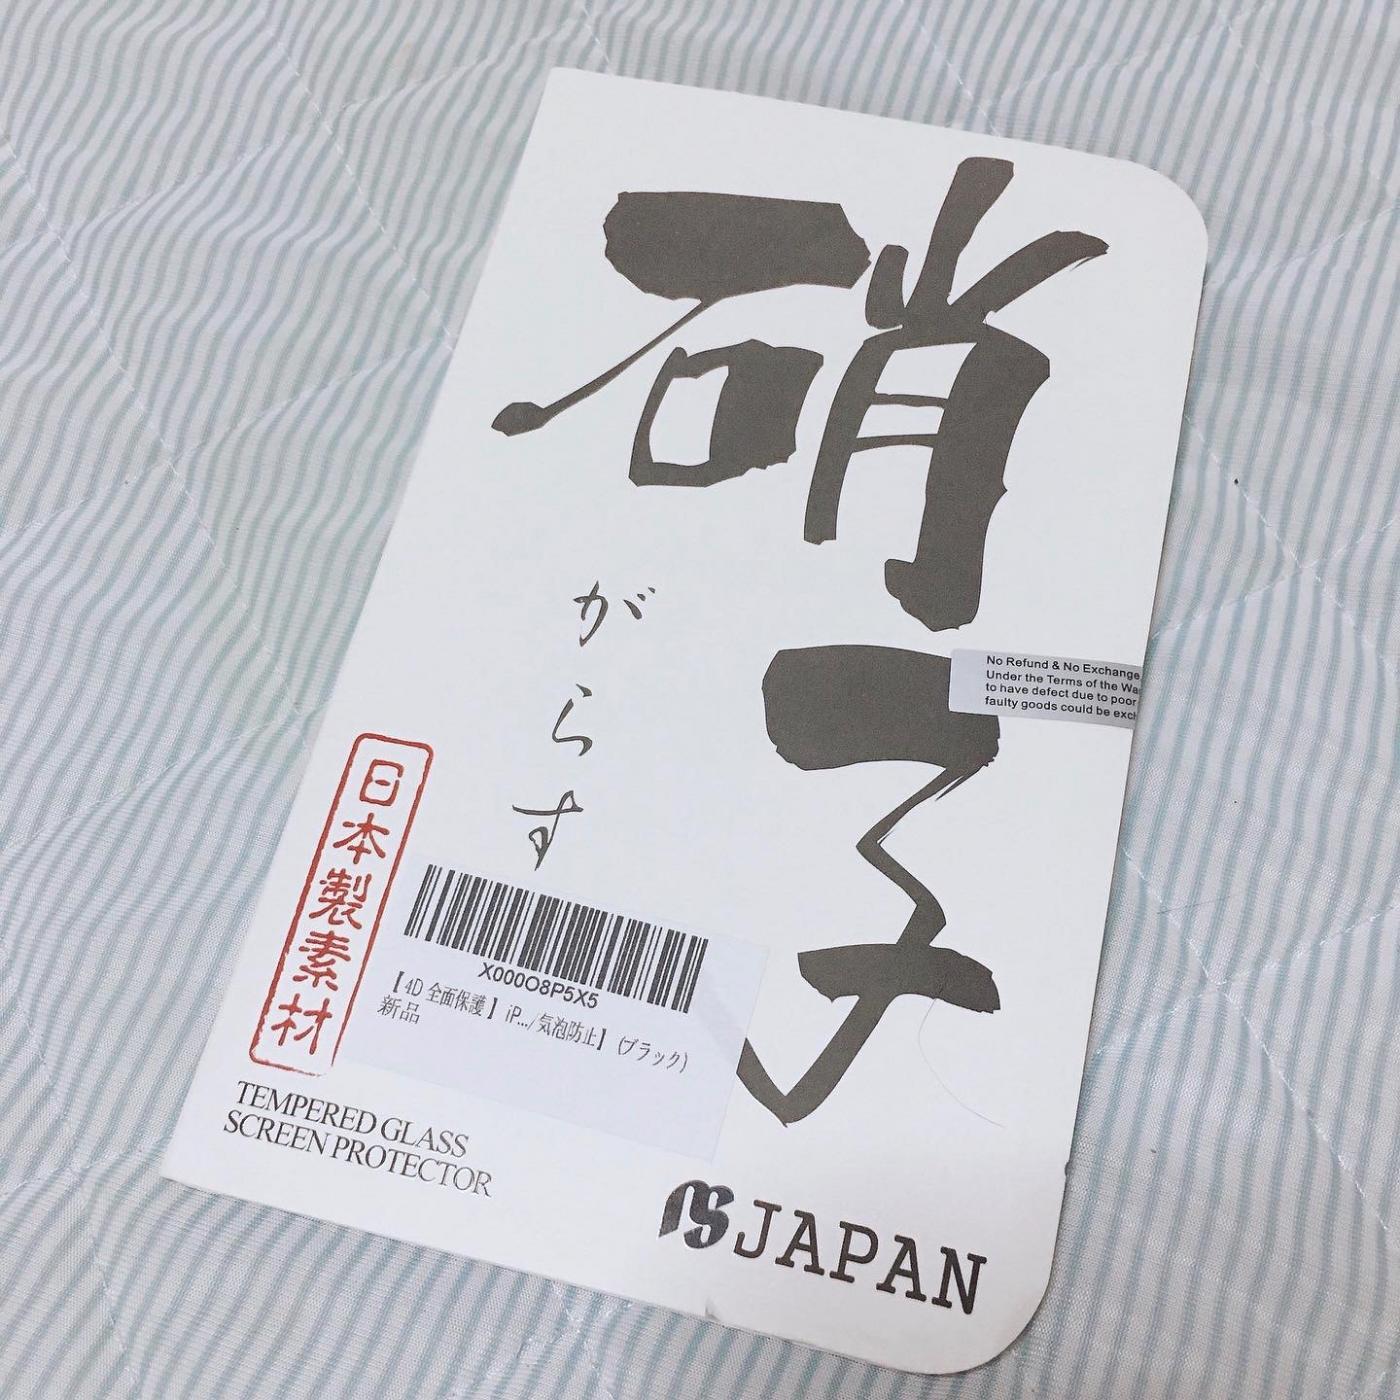 硝子
がらす
No Refund & No Exchange
Under the Terms of the Wa
to have defect due to poor
faulty goods could be exch
日本製素材
X000O8P5X5
【 4D 全面保護 】 iP.../気泡防止】 (ブラック)
新品
TEMPERED GLASS
SCREEN PROTECTOR
JAPAN